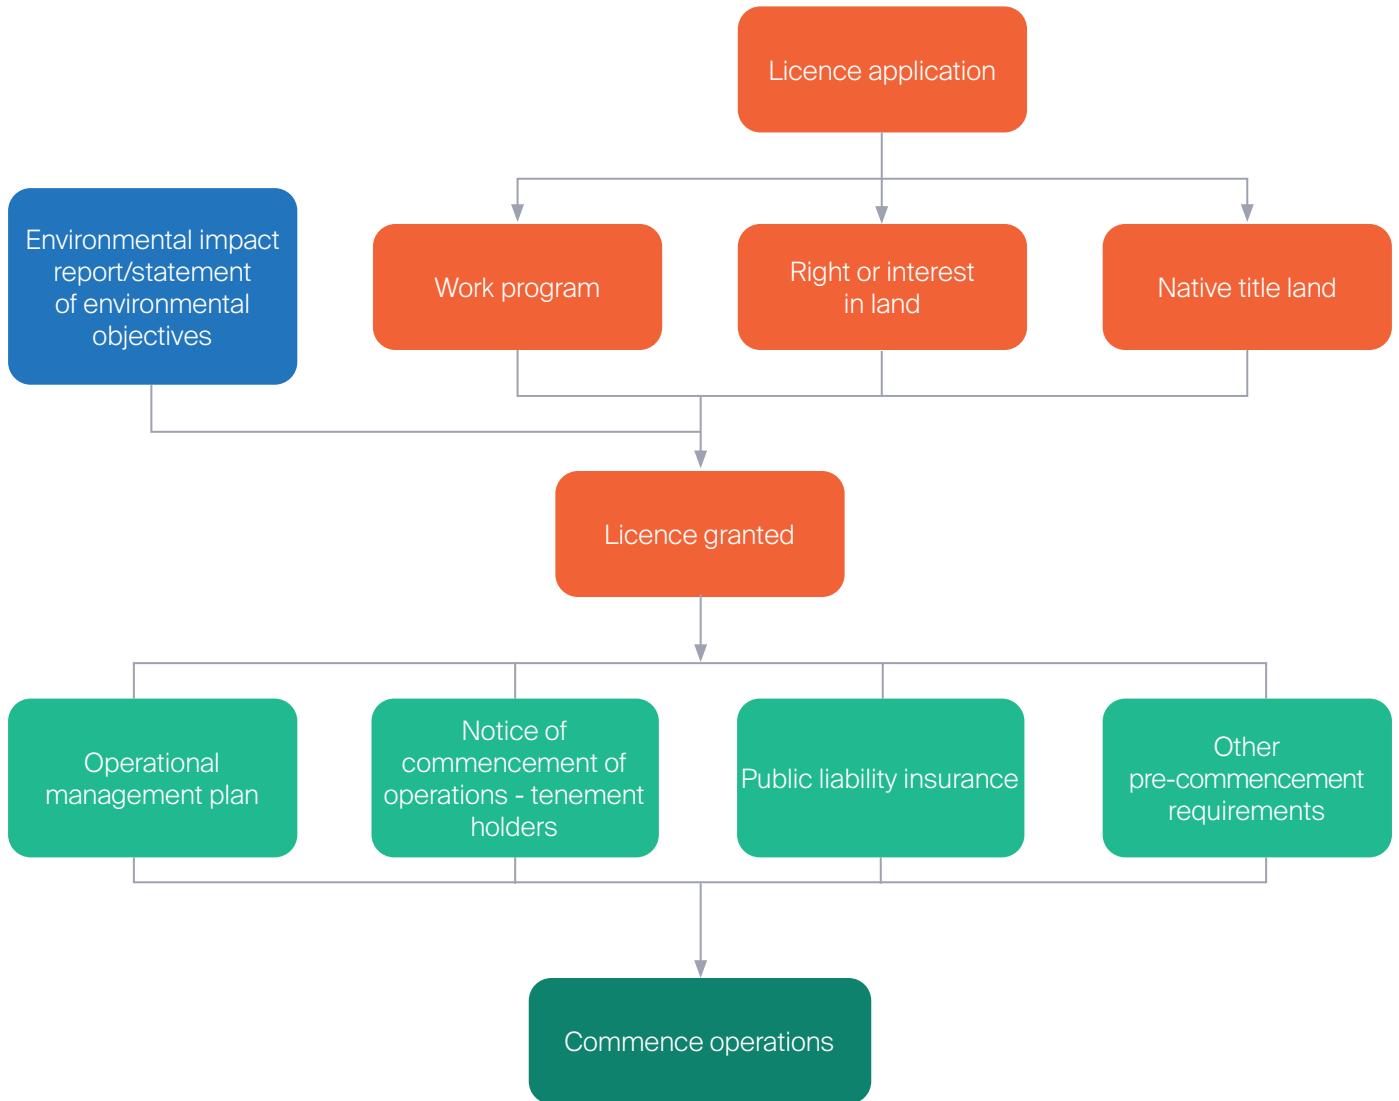 Licence application
Environmental impact
report/statement
of environmental
objectives
Work program
Right or interest
in land
Native title land
Licence granted
Operational
management plan
Notice of
commencement of
operations - tenement
holders
Public liability insurance
Other
pre-commencement
requirements
Commence operations